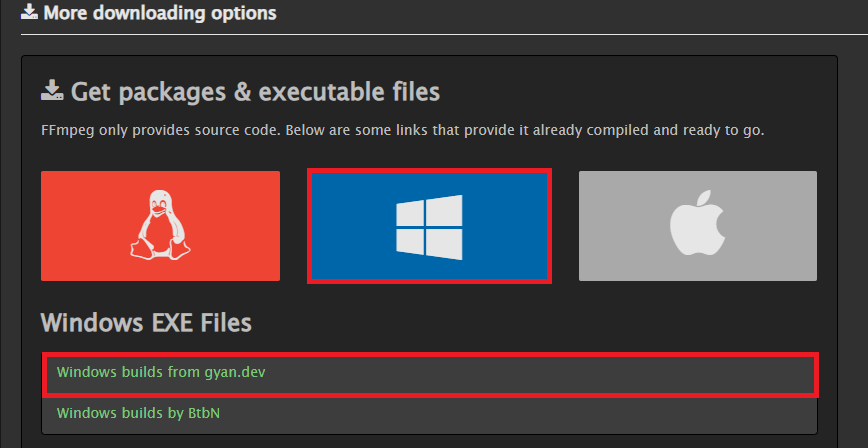 More downloading options
Get packages & executable files
FFmpeg only provides source code. Below are some links that provide it already compiled and ready to go.
Windows EXE Files
Windows builds from gyan.dev
Windows builds by BtbN